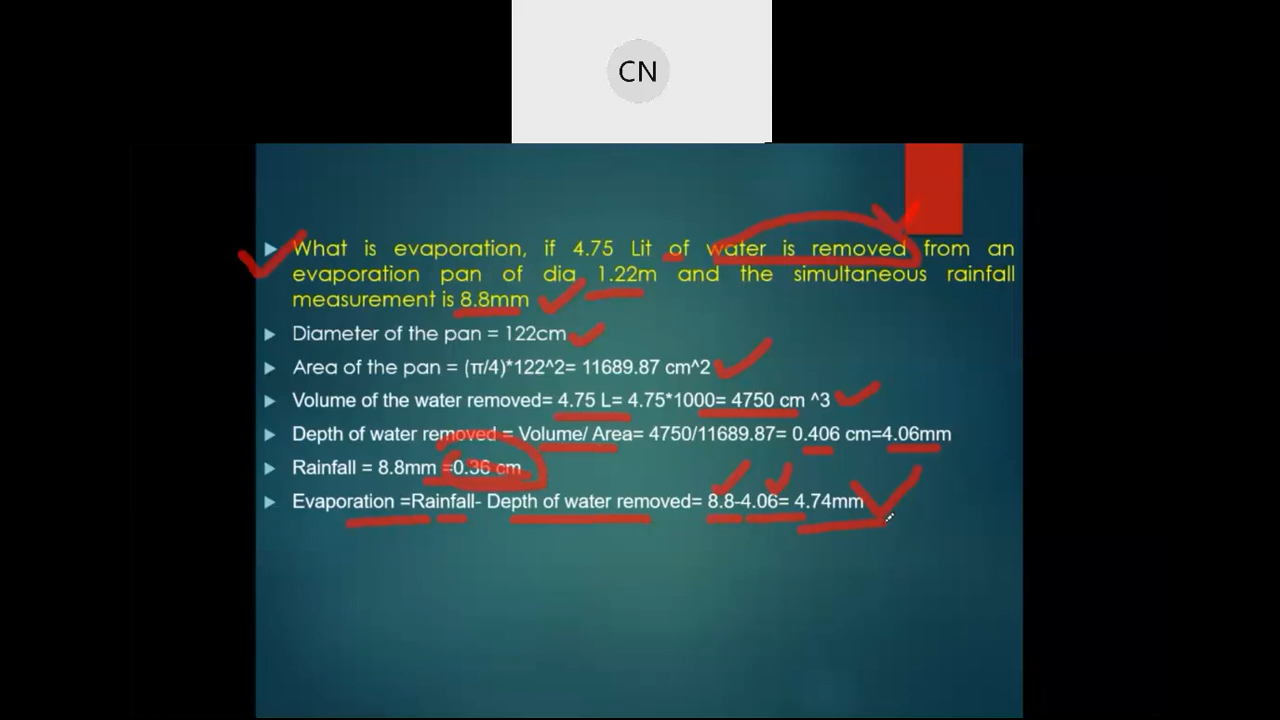 CN
What is evaporation, if 4.75 Lit of water is removed from an
evaporation pan of dia 1.22m and the simultaneous rainfall
measurement is 8.8mm
Diameter of the pan = 122cm
Area of the pan = (π/4)*122^2= 11689.87 cm^2
Volume of the water removed= 4.75 L= 4.75*1000= 4750 cm ^3
Depth of water removed = Volume/ Area= 4750/11689.87= 0.406 cm=4.06mm
Rainfall = 8.8mm =0.36 cm
Evaporation =Rainfall- Depth of water removed= 8.8-4.06= 4.74mm